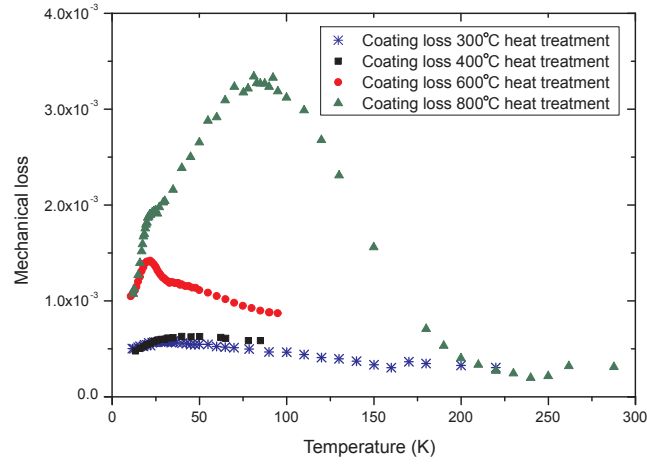 4.0x10⁻³
3.0x10⁻³
2.0x10⁻³
1.0x10⁻³
0.0
Mechanical loss
Coating loss 300°C heat treatment
Coating loss 400°C heat treatment
Coating loss 600°C heat treatment
Coating loss 800°C heat treatment
0 50 100 150 200 250 300
Temperature (K)